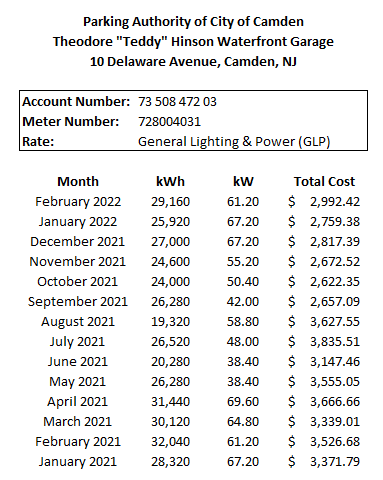 Parking Authority of City of Camden
Theodore "Teddy" Hinson Waterfront Garage
10 Delaware Avenue, Camden, NJ
Account Number: 73 508 472 03
Meter Number: 728004031
Rate: General Lighting & Power (GLP)
Month kWh kW Total Cost
February 2022 29,160 61.20 $ 2,992.42
January 2022 25,920 67.20 $ 2,759.38
December 2021 27,000 67.20 $ 2,817.39
November 2021 24,600 55.20 $ 2,672.52
October 2021 24,000 50.40 $ 2,622.35
September 2021 26,280 42.00 $ 2,657.09
August 2021 19,320 58.80 $ 3,627.55
July 2021 26,520 48.00 $ 3,835.51
June 2021 20,280 38.40 $ 3,147.46
May 2021 26,280 38.40 $ 3,555.05
April 2021 31,440 69.60 $ 3,666.66
March 2021 30,120 64.80 $ 3,339.01
February 2021 32,040 61.20 $ 3,526.68
January 2021 28,320 67.20 $ 3,371.79